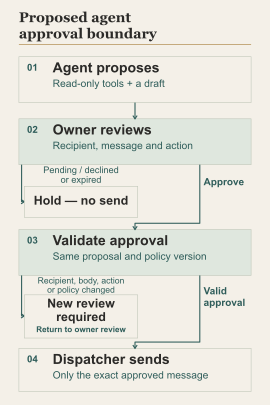 Proposed agent
approval boundary
01 Agent proposes
Read-only tools + a draft
02 Owner reviews
Recipient, message and action
Pending / declined
or expired
Approve
Hold — no send
03 Validate approval
Same proposal and policy version
Recipient, body, action
or policy changed
Valid
approval
New review
required
Return to owner review
04 Dispatcher sends
Only the exact approved message